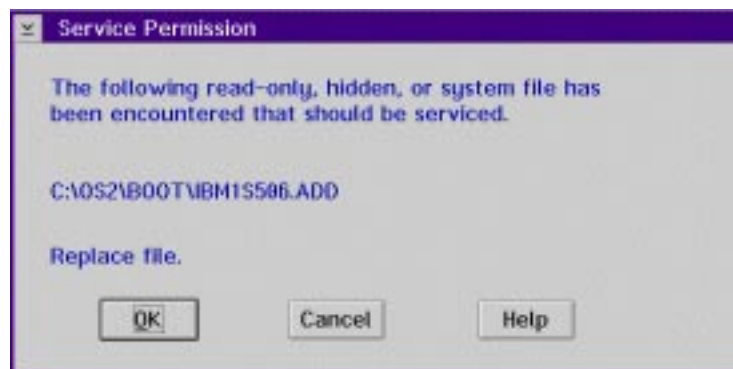 Service Permission
The following read-only, hidden, or system file has
been encountered that should be serviced.
C:\OS2\BOOT\IBM1S506.ADD
Replace file.
OK
Cancel
Help